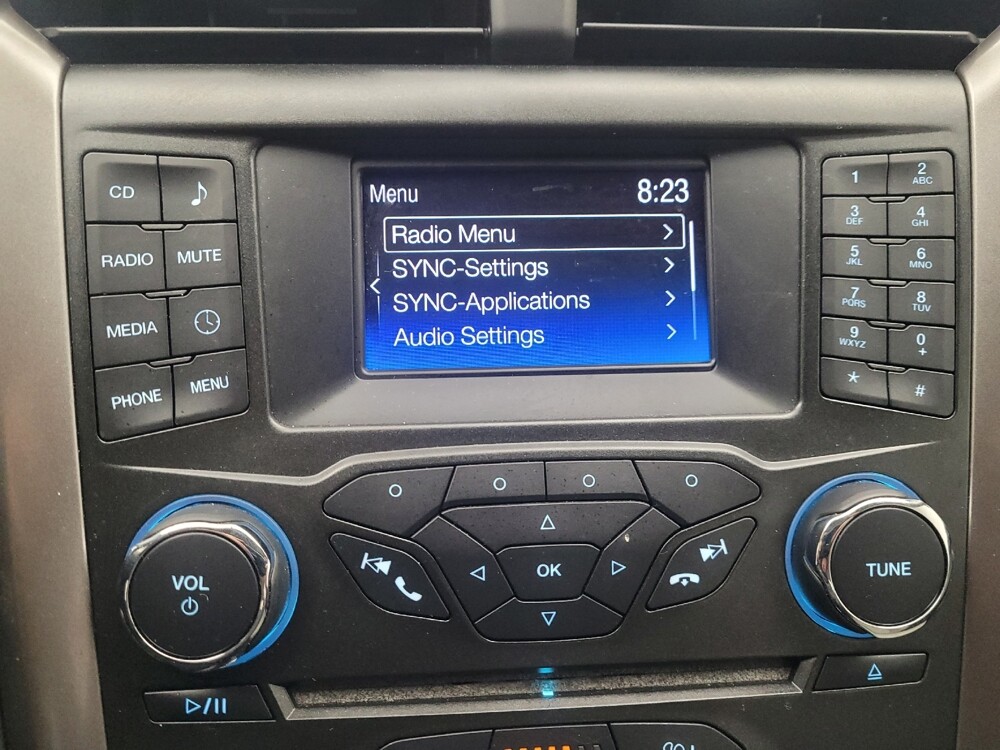 CD
RADIO MUTE
MEDIA
PHONE MENU
Menu 8:23
Radio Menu
SYNC-Settings
SYNC-Applications
Audio Settings
1 2 ABC
3 DEF 4 GHI
5 JKL 6 MNO
7 PQRS 8 TUV
9 WXYZ 0 +
* #
VOL
OK
TUNE